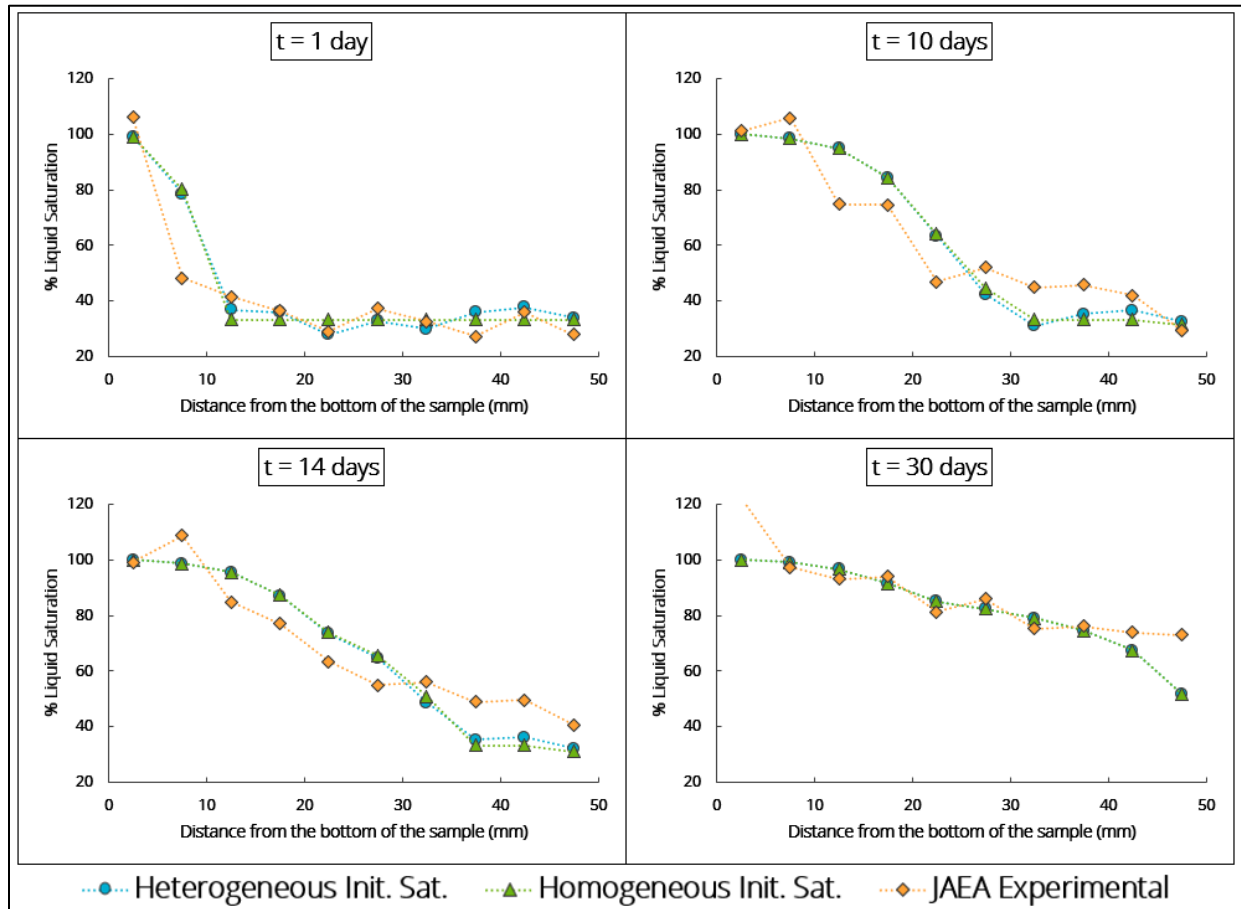 t = 1 day
120
100
80
60
40
20
% Liquid Saturation
0 10 20 30 40 50
Distance from the bottom of the sample (mm)
t = 10 days
120
100
80
60
40
20
% Liquid Saturation
0 10 20 30 40 50
Distance from the bottom of the sample (mm)
t = 14 days
120
100
80
60
40
20
% Liquid Saturation
0 10 20 30 40 50
Distance from the bottom of the sample (mm)
t = 30 days
120
100
80
60
40
20
% Liquid Saturation
0 10 20 30 40 50
Distance from the bottom of the sample (mm)
Heterogeneous Init. Sat. Homogeneous Init. Sat. JAEA Experimental